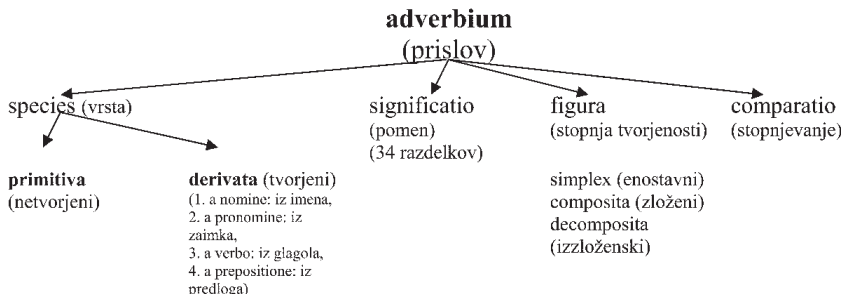 adverbium
(prislov)
species (vrsta)
significatio
(pomen)
(34 razdelkov)
figura
(stopnja tvorjenosti)
comparatio
(stopnjevanje)
primitiva
(netvorjeni)
derivata (tvorjeni)
(1. a nomine: iz imena,
2. a pronomine: iz
zaimka,
3. a verbo: iz glagola,
4. a prepositione: iz
predloga)
simplex (enostavni)
composita (zloženi)
decomposita
(izzloženski)